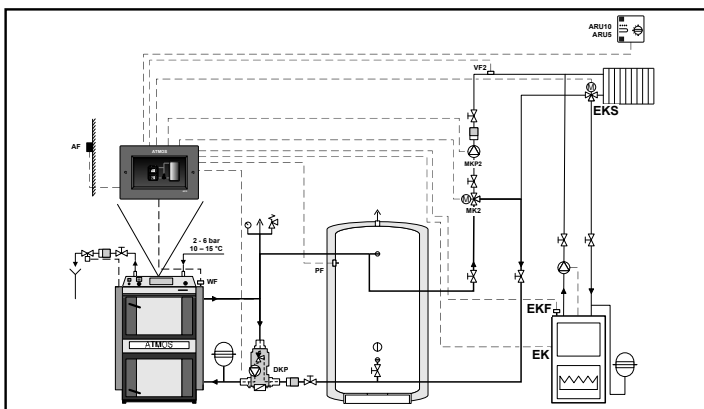 ARU10
ARU5
VF2
M
EKS
AF
ATMOS
MKP2
M
MK2
2 - 6 bar
10 – 15 °C
PF
WF
EKF
ATMOS
DKP
EK